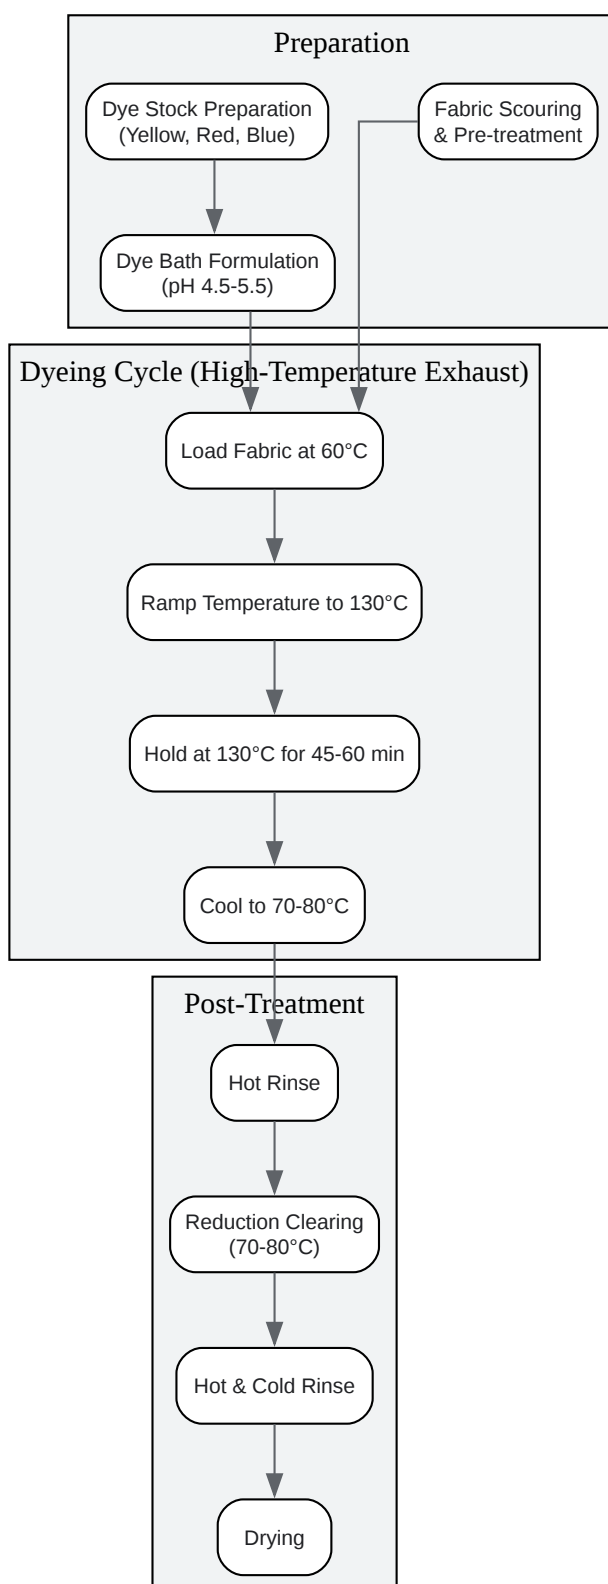 Preparation
Dye Stock Preparation
(Yellow, Red, Blue)
Fabric Scouring
& Pre-treatment
Dye Bath Formulation
(pH 4.5-5.5)
Dyeing Cycle (High-Temperature Exhaust)
Load Fabric at 60°C
Ramp Temperature to 130°C
Hold at 130°C for 45-60 min
Cool to 70-80°C
Post-Treatment
Hot Rinse
Reduction Clearing
(70-80°C)
Hot & Cold Rinse
Drying